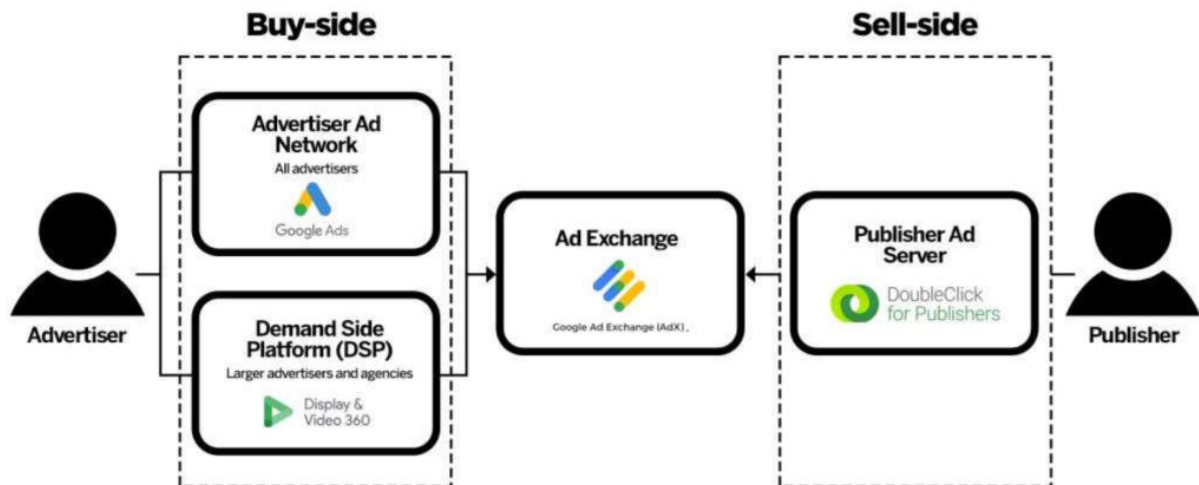 Buy-side
Sell-side
Advertiser Ad
Network
All advertisers
Google Ads
Advertiser
Demand Side
Platform (DSP)
Larger advertisers and agencies
Display &
Video 360
Ad Exchange
Google Ad Exchange (AdX) .
Publisher Ad
Server
DoubleClick
for Publishers
Publisher